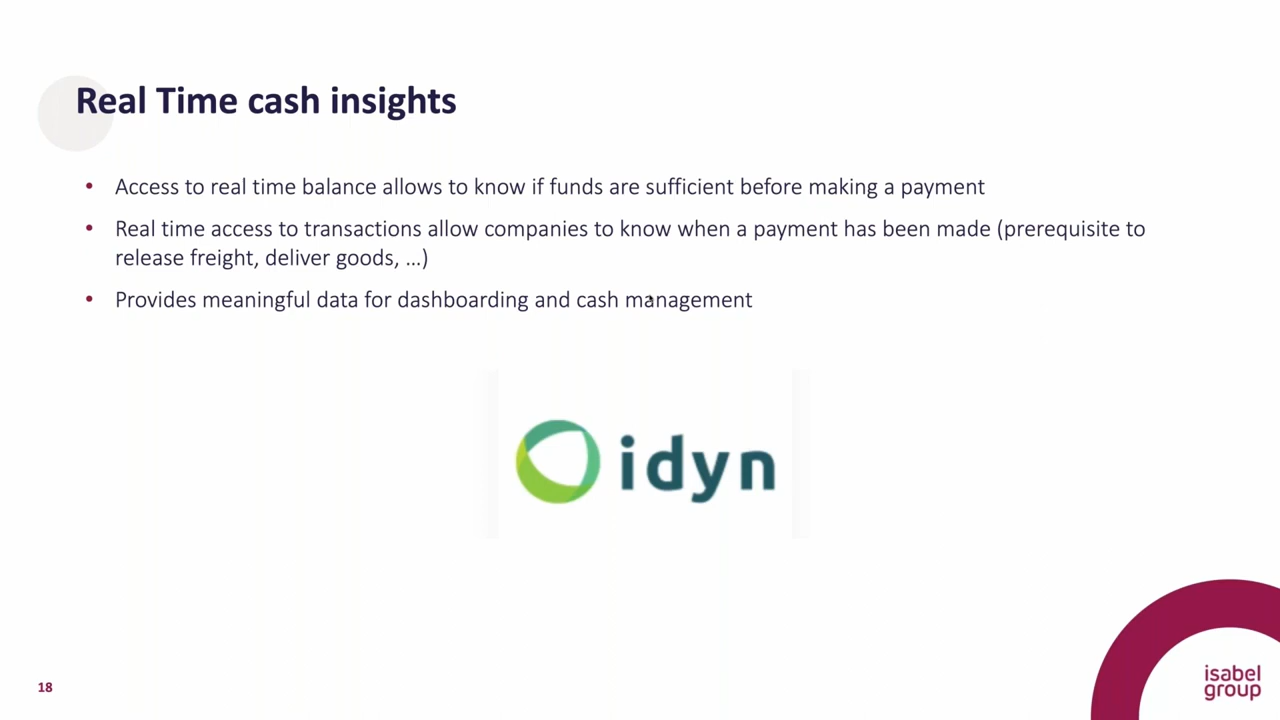 Real Time cash insights
• Access to real time balance allows to know if funds are sufficient before making a payment
• Real time access to transactions allow companies to know when a payment has been made (prerequisite to
release freight, deliver goods, ...)
• Provides meaningful data for dashboarding and cash management
idyn
18
isabel
group